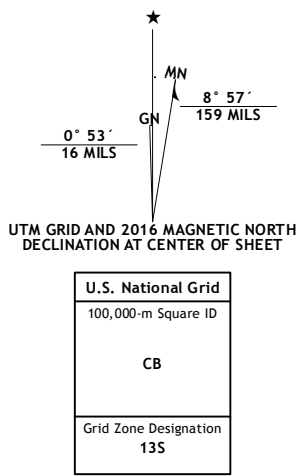 ★
MN
GN
8° 57´
159 MILS
0° 53´
16 MILS
UTM GRID AND 2016 MAGNETIC NORTH
DECLINATION AT CENTER OF SHEET
U.S. National Grid
100,000-m Square ID
CB
Grid Zone Designation
13S